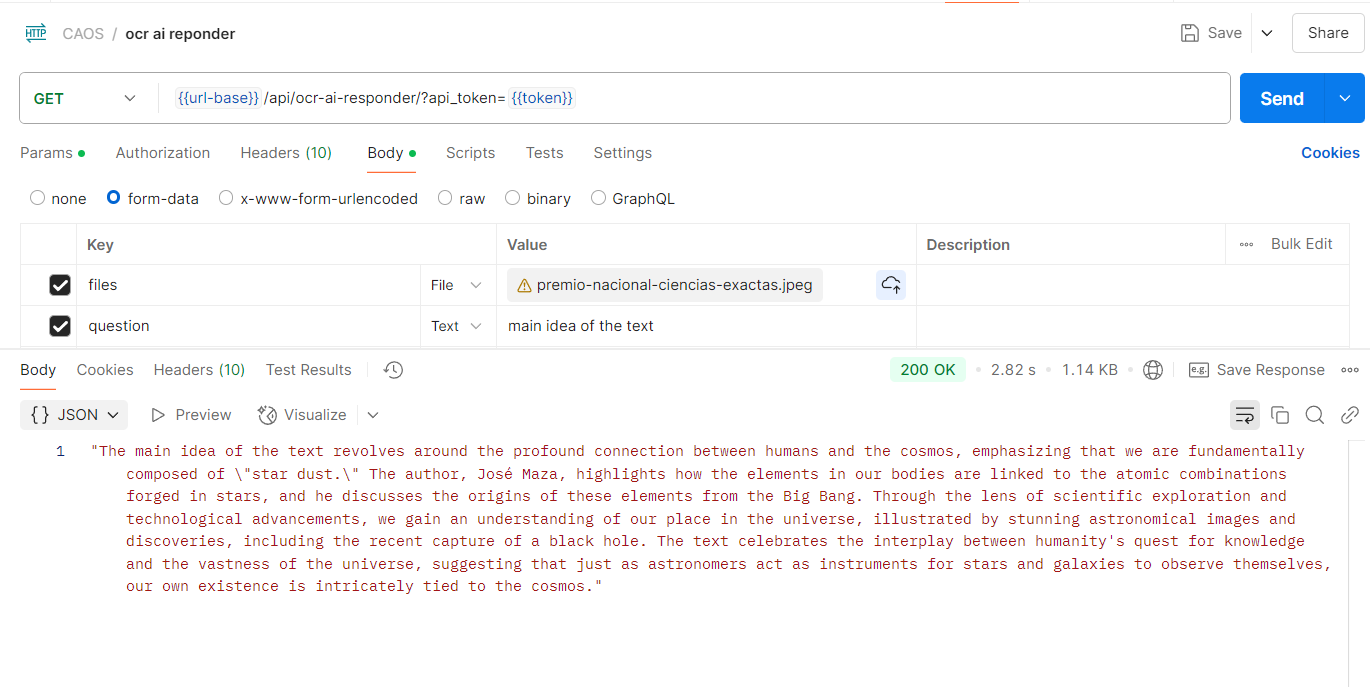 HTTP CAOS / ocr ai reponder Save Share
GET {{url-base}} /api/ocr-ai-responder/?api_token= {{token}} Send
Params Authorization Headers (10) Body Scripts Tests Settings Cookies
none form-data x-www-form-urlencoded raw binary GraphQL
Key Value Description Bulk Edit
files File premio-nacional-ciencias-exactas.jpeg
question Text main idea of the text
Body Cookies Headers (10) Test Results 200 OK 2.82 s 1.14 KB e.g. Save Response
{} JSON Preview Visualize
1 "The main idea of the text revolves around the profound connection between humans and the cosmos, emphasizing that we are fundamentally
composed of \"star dust.\" The author, José Maza, highlights how the elements in our bodies are linked to the atomic combinations
forged in stars, and he discusses the origins of these elements from the Big Bang. Through the lens of scientific exploration and
technological advancements, we gain an understanding of our place in the universe, illustrated by stunning astronomical images and
discoveries, including the recent capture of a black hole. The text celebrates the interplay between humanity's quest for knowledge
and the vastness of the universe, suggesting that just as astronomers act as instruments for stars and galaxies to observe themselves,
our own existence is intricately tied to the cosmos."